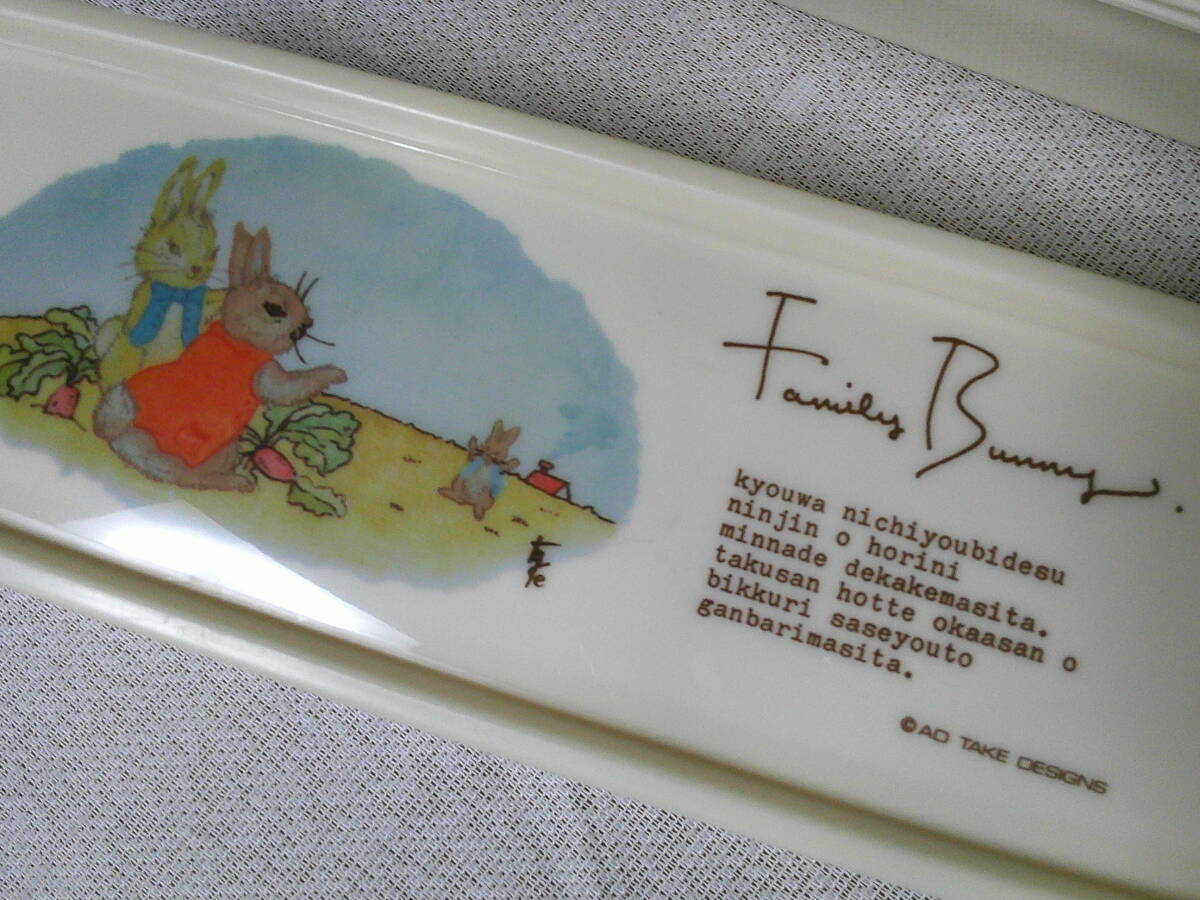 Family Bunny.
kyouwa nichiyoubidesu
ninjin o horini
minnade dekakemasita.
takusan hotte okaasan o
bikkuri saseyouto
ganbarimasita.
©AD TAKE DESIGNS